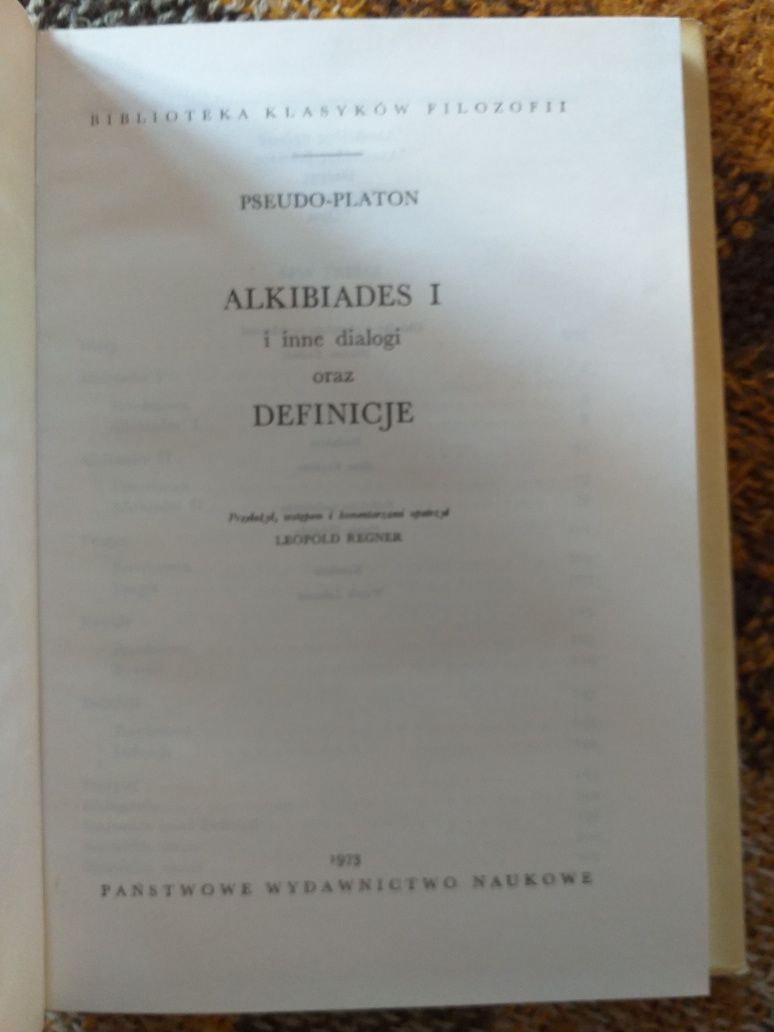 BIBLIOTEKA KLASYKÓW FILOZOFII
PSEUDO-PLATON
ALKIBIADES I
i inne dialogi
oraz
DEFINICJE
Przełożył, wstępem i komentarzami opatrzył
LEOPOLD REGNER
1973
PAŃSTWOWE WYDAWNICTWO NAUKOWE